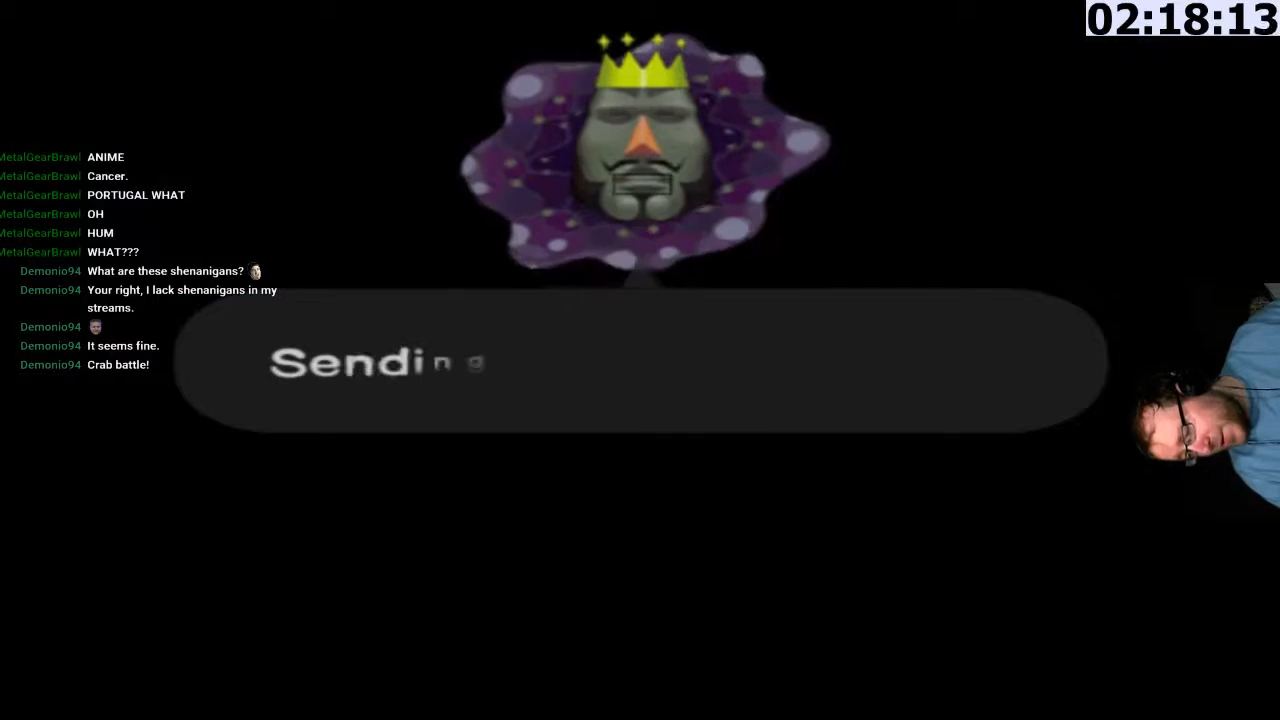 02:18:13
MetalGearBrawl ANIME
MetalGearBrawl Cancer.
MetalGearBrawl PORTUGAL WHAT
MetalGearBrawl OH
MetalGearBrawl HUM
MetalGearBrawl WHAT???
Demonio94 What are these shenanigans?
Demonio94 Your right, I lack shenanigans in my
streams.
Demonio94
Demonio94 It seems fine.
Demonio94 Crab battle!
Sending